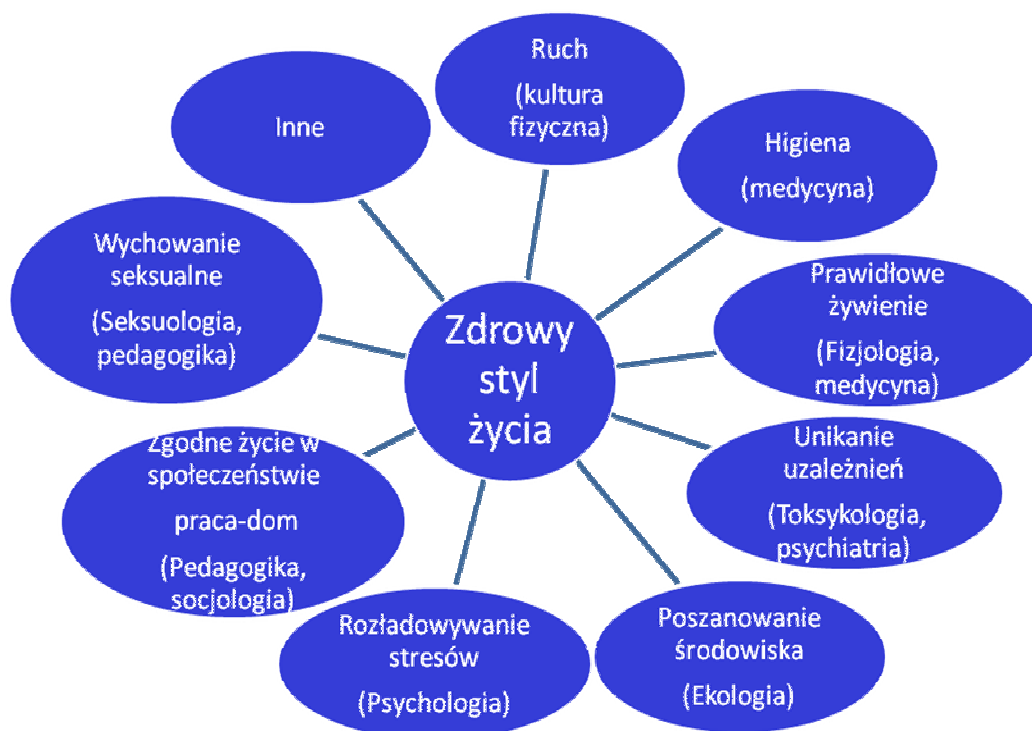 Zdrowy
styl
życia
Ruch
(kultura
fizyczna)
Higiena
(medycyna)
Prawidłowe
żywienie
(Fizjologia,
medycyna)
Unikanie
uzależnień
(Toksykologia,
psychiatria)
Poszanowanie
środowiska
(Ekologia)
Rozładowywanie
stresów
(Psychologia)
Zgodne życie w
społeczeństwie
praca-dom
(Pedagogika,
socjologia)
Wychowanie
seksualne
(Seksuologia,
pedagogika)
Inne